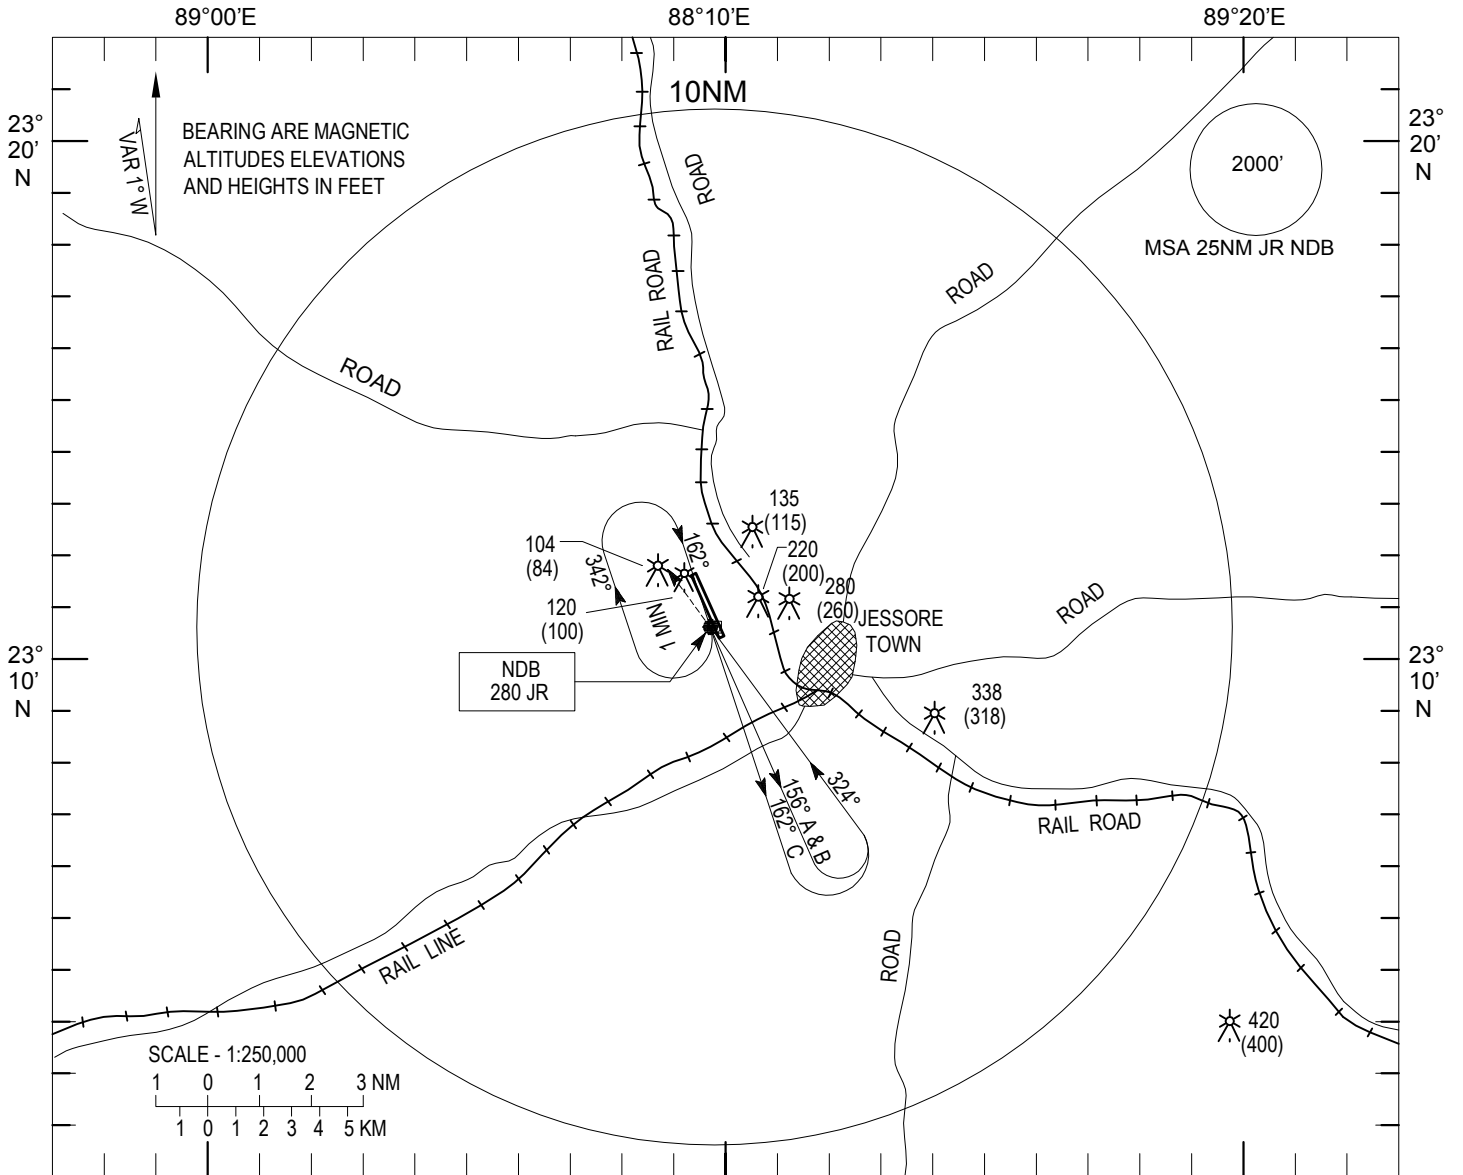 89°00'E
88°10'E
89°20'E
10NM
23°
20'
N
VAR 1° W
BEARING ARE MAGNETIC
ALTITUDES ELEVATIONS
AND HEIGHTS IN FEET
2000'
MSA 25NM JR NDB
23°
20'
N
ROAD
RAIL ROAD
ROAD
ROAD
135
(115)
220
(200)
280
(260)
104
(84)
120
(100)
342°
162°
1 MIN
JESSORE
TOWN
ROAD
NDB
280 JR
23°
10'
N
23°
10'
N
338
(318)
324°
156° A & B
162° C
RAIL ROAD
RAIL LINE
ROAD
420
(400)
SCALE - 1:250,000
1 0 1 2 3 NM
1 0 1 2 3 4 5 KM